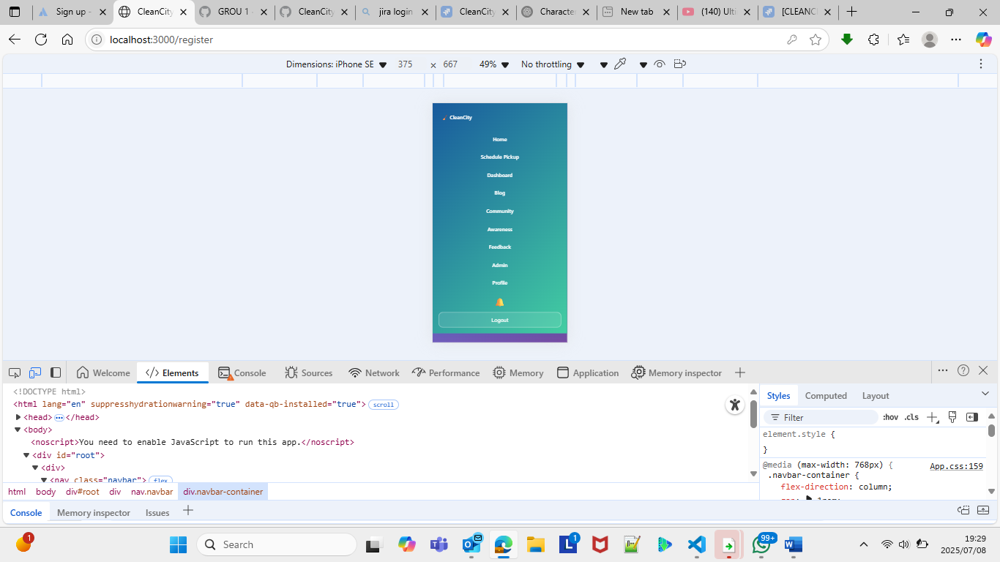 Sign up -
CleanCity
GROU 1 -
CleanCity
jira login
CleanCity
Character
New tab
(140) Ulti
[CLEANC
localhost:3000/register
Dimensions: iPhone SE 375 × 667 49% No throttling
CleanCity
Home
Schedule Pickup
Dashboard
Blog
Community
Awareness
Feedback
Admin
Profile
Logout
Welcome </> Elements Console Sources Network Performance Memory Application Memory inspector
<!DOCTYPE html>
<html lang="en" suppresshydrationwarning="true" data-qb-installed="true"> scroll
<head> ••• </head>
<body>
<noscript>You need to enable JavaScript to run this app.</noscript>
<div id="root">
<div>
<nav class="navbar"> flex
html body div#root div nav.navbar div.navbar-container
Styles Computed Layout
Filter :hov .cls
element.style {
}
@media (max-width: 768px) { App.css:159
.navbar-container {
flex-direction: column;
Console Memory inspector Issues
1
Search
1
99+
19:29
2025/07/08